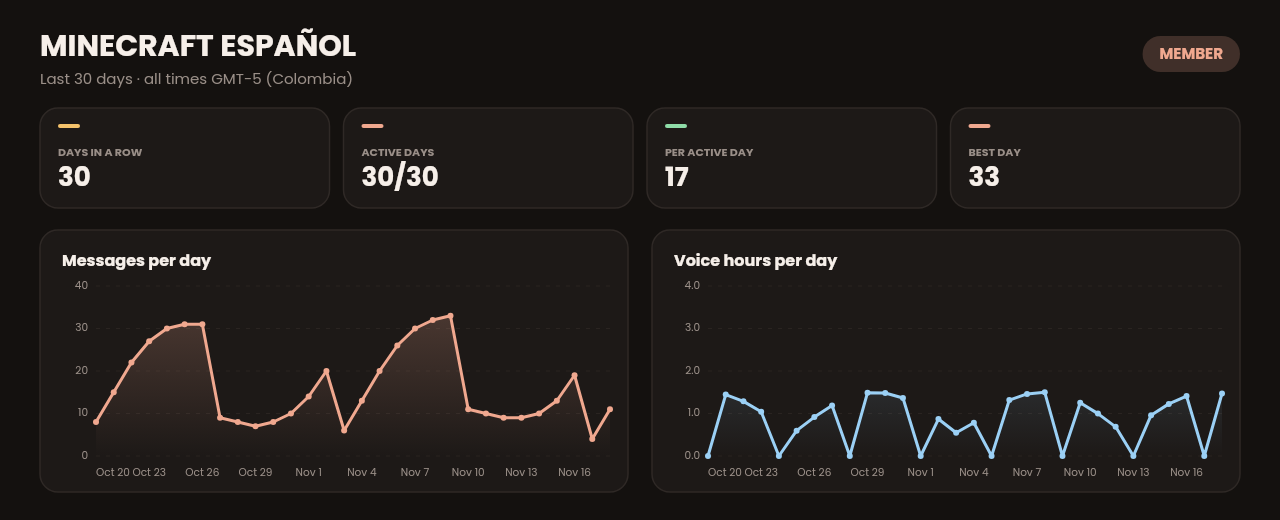 MINECRAFT ESPAÑOL
Last 30 days · all times GMT-5 (Colombia)
MEMBER
DAYS IN A ROW
30
ACTIVE DAYS
30/30
PER ACTIVE DAY
17
BEST DAY
33
Messages per day
40
30
20
10
0
Oct 20 Oct 23 Oct 26 Oct 29 Nov 1 Nov 4 Nov 7 Nov 10 Nov 13 Nov 16
Voice hours per day
4.0
3.0
2.0
1.0
0.0
Oct 20 Oct 23 Oct 26 Oct 29 Nov 1 Nov 4 Nov 7 Nov 10 Nov 13 Nov 16